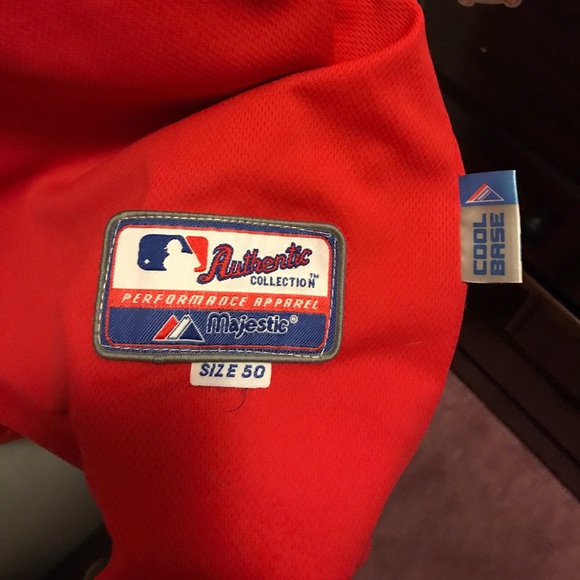 Authentic
COLLECTION™
PERFORMANCE APPAREL
Majestic®
SIZE 50
COOL
BASE